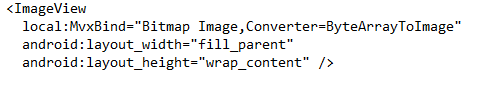 <ImageView
local:MvxBind="Bitmap Image,Converter=ByteArrayToImage"
android:layout_width="fill_parent"
android:layout_height="wrap_content" />